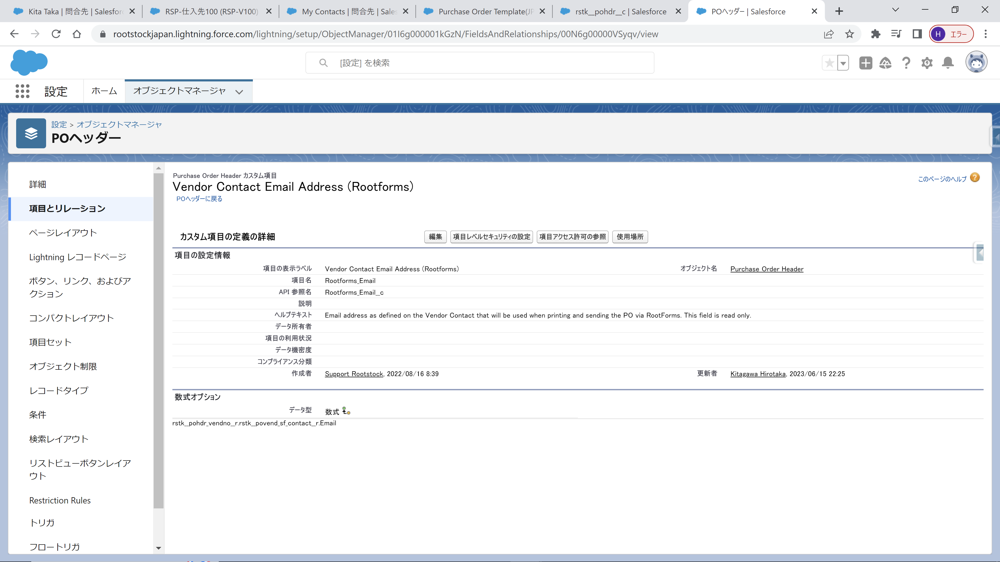 Kita Taka | 問合先 | Salesforc
RSP-仕入先100 (RSP-V100)
My Contacts | 問合先 | Sales
Purchase Order Template(JP
rstk__pohdr__c | Salesforce
POヘッダー | Salesforce
rootstockjapan.lightning.force.com/lightning/setup/ObjectManager/01I6g000001kGzN/FieldsAndRelationships/00N6g00000VSyqv/view
H エラー
[設定] を検索
設定
ホーム
オブジェクトマネージャ
設定 > オブジェクトマネージャ
POヘッダー
詳細
項目とリレーション
ページレイアウト
Lightning レコードページ
ボタン、リンク、およびア
クション
コンパクトレイアウト
項目セット
オブジェクト制限
レコードタイプ
条件
検索レイアウト
リストビューボタンレイア
ウト
Restriction Rules
トリガ
フロートリガ
Purchase Order Header カスタム項目
Vendor Contact Email Address (Rootforms)
POヘッダーに戻る
このページのヘルプ ?
カスタム項目の定義の詳細
編集 項目レベルセキュリティの設定 項目アクセス許可の参照 使用場所
項目の設定情報
項目の表示ラベル Vendor Contact Email Address (Rootforms) オブジェクト名 Purchase Order Header
項目名 Rootforms_Email
API 参照名 Rootforms_Email__c
説明
ヘルプテキスト Email address as defined on the Vendor Contact that will be used when printing and sending the PO via RootForms. This field is read only.
データ所有者
項目の利用状況
データ機密度
コンプライアンス分類
作成者 Support Rootstock, 2022/08/16 8:39 更新者 Kitagawa Hirotaka, 2023/06/15 22:25
数式オプション
データ型 数式
rstk__pohdr_vendno__r.rstk__povend_sf_contact__r.Email